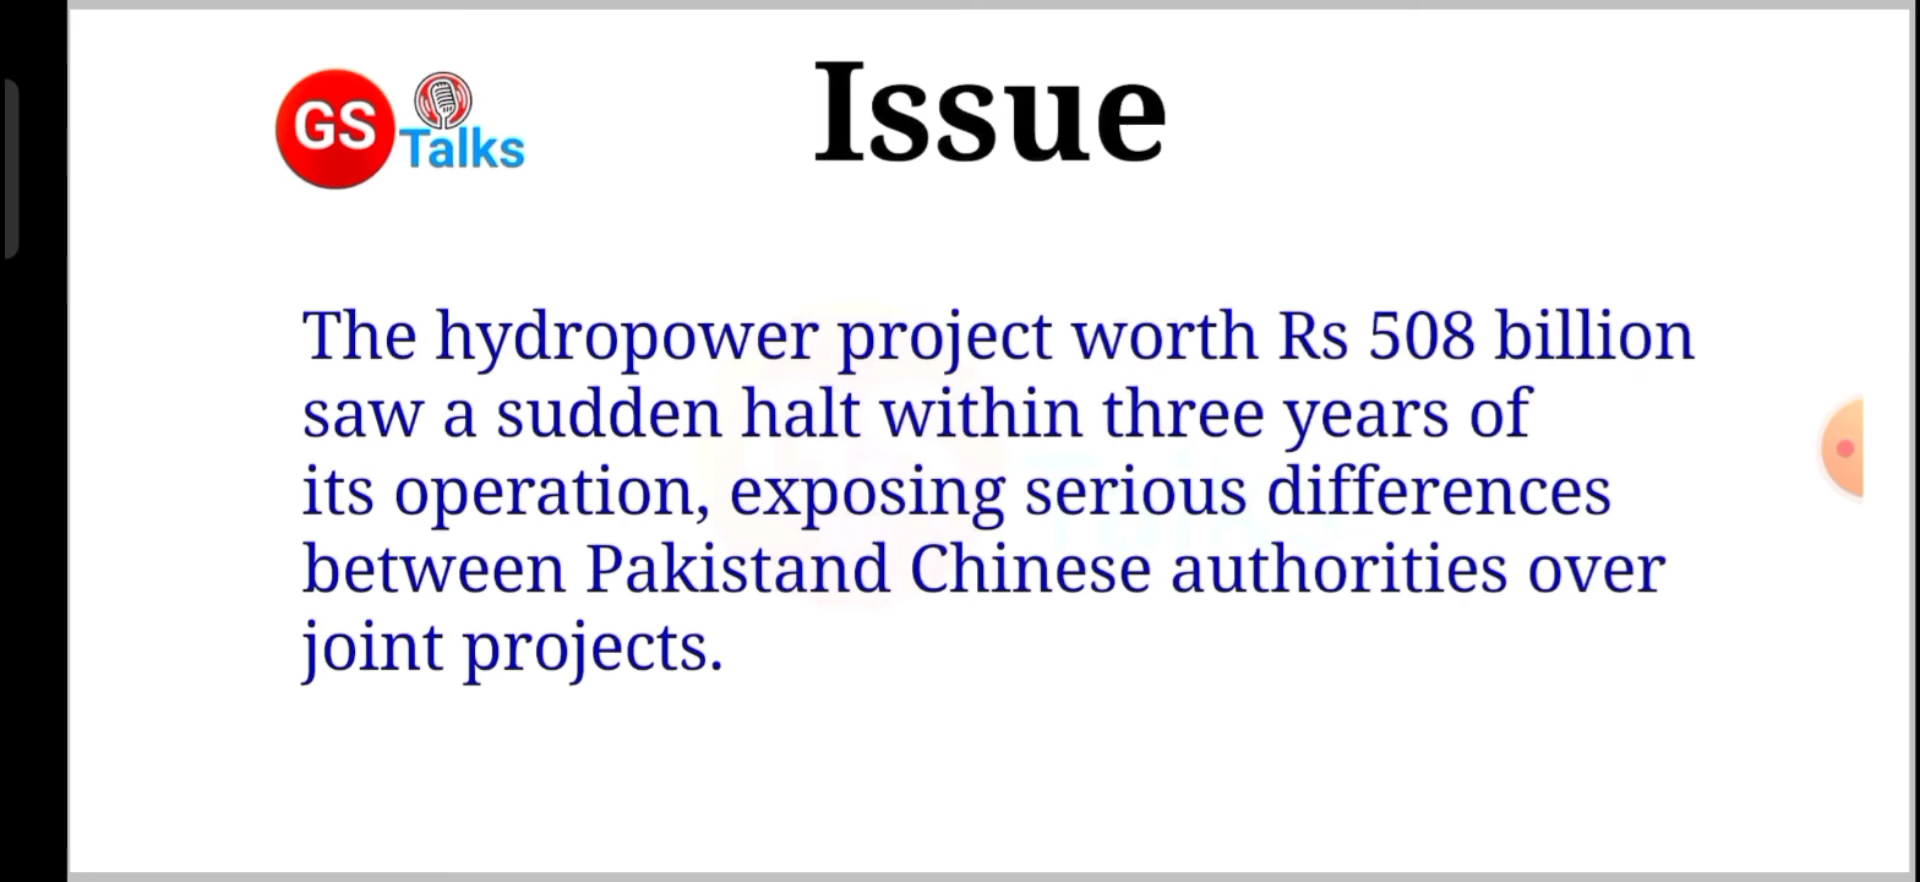 GS Talks
Issue
The hydropower project worth Rs 508 billion
saw a sudden halt within three years of
its operation, exposing serious differences
between Pakistand Chinese authorities over
joint projects.